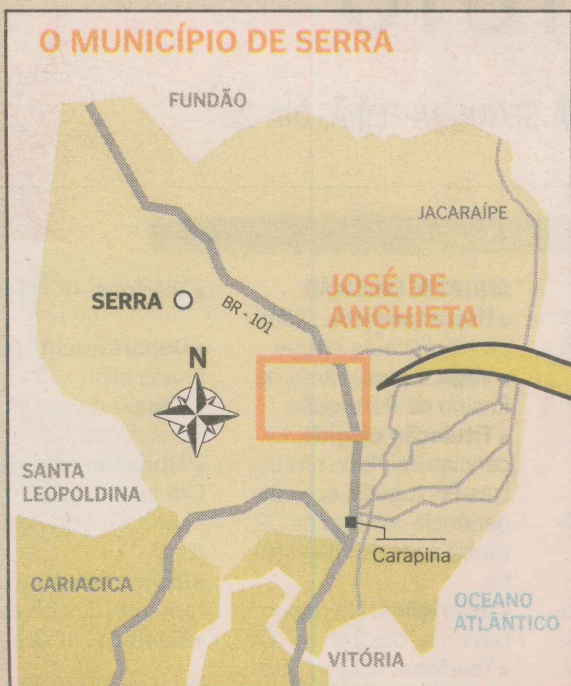 O MUNICÍPIO DE SERRA
FUNDÃO
JACARAÍPE
JOSÉ DE
ANCHIETA
SERRA
BR - 101
N
SANTA
LEOPOLDINA
Carapina
CARIACICA
OCEANO
ATLÂNTICO
VITÓRIA